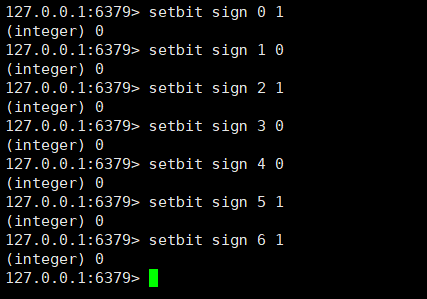 127.0.0.1:6379> setbit sign 0 1
(integer) 0
127.0.0.1:6379> setbit sign 1 0
(integer) 0
127.0.0.1:6379> setbit sign 2 1
(integer) 0
127.0.0.1:6379> setbit sign 3 0
(integer) 0
127.0.0.1:6379> setbit sign 4 0
(integer) 0
127.0.0.1:6379> setbit sign 5 1
(integer) 0
127.0.0.1:6379> setbit sign 6 1
(integer) 0
127.0.0.1:6379>